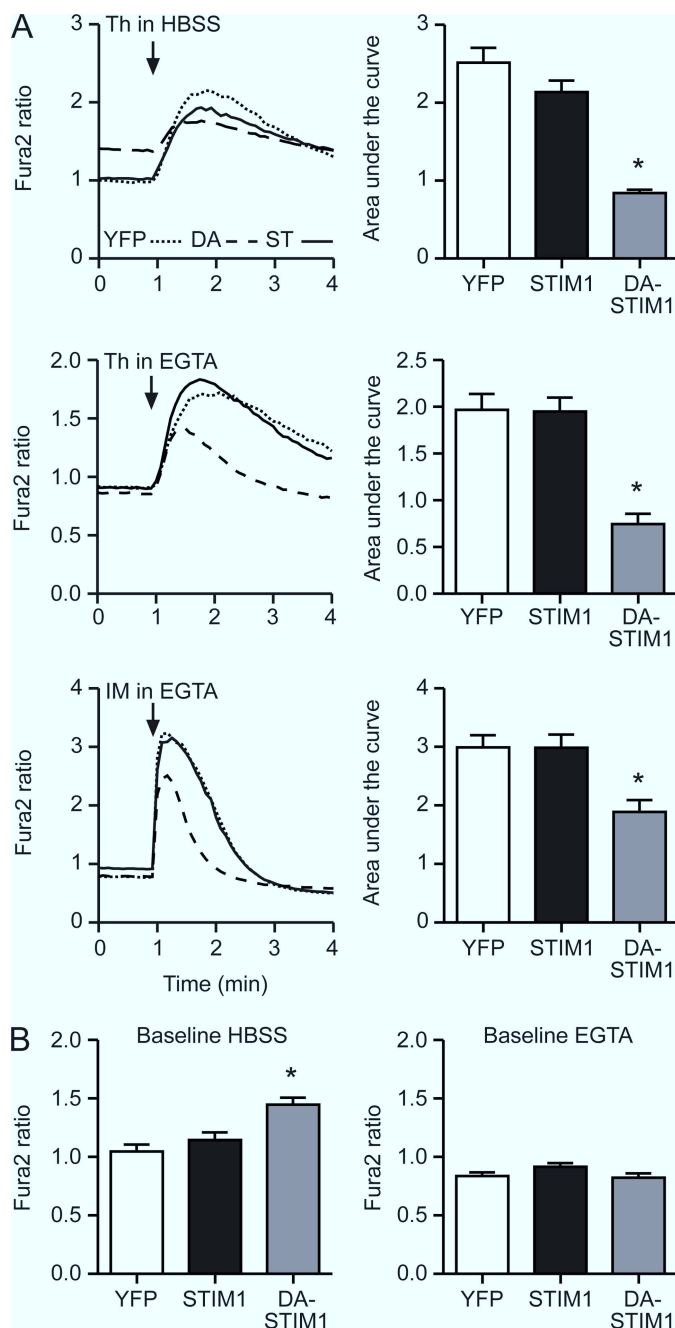 A
Th in HBSS
3
2
1
0
Fura2 ratio
YFP DA ST
0 1 2 3 4
3
2
1
0
Area under the curve
*
YFP STIM1 DA-
STIM1
Th in EGTA
2.0
1.5
1.0
0.5
0.0
Fura2 ratio
0 1 2 3 4
2.5
2.0
1.5
1.0
0.5
0.0
Area under the curve
*
YFP STIM1 DA-
STIM1
IM in EGTA
4
3
2
1
0
Fura2 ratio
0 1 2 3 4
Time (min)
4
3
2
1
0
Area under the curve
*
YFP STIM1 DA-
STIM1
B
Baseline HBSS
2.0
1.5
1.0
0.5
0.0
Fura2 ratio
*
YFP STIM1 DA-
STIM1
Baseline EGTA
2.0
1.5
1.0
0.5
0.0
Fura2 ratio
YFP STIM1 DA-
STIM1